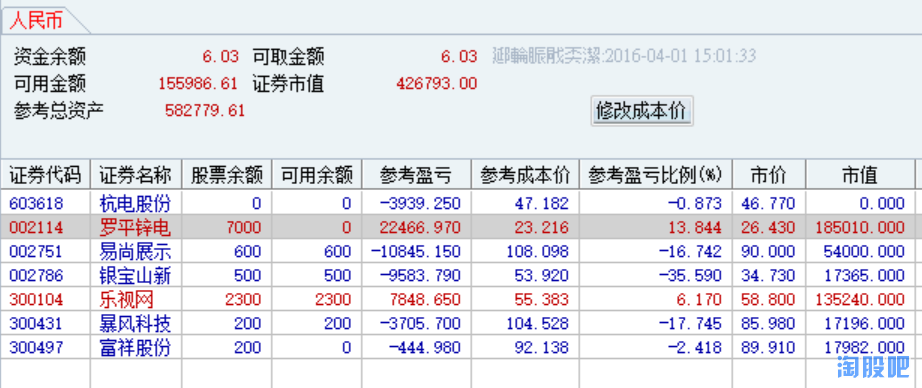 人民币
资金余额 6.03 可取金额 6.03 :2016-04-01 15:01:33
可用金额 155986.61 证券市值 426793.00
参考总资产 582779.61 修改成本价
证券代码 证券名称 股票余额 可用余额 参考盈亏 参考成本价 参考盈亏比例(%) 市价 市值
603618 杭电股份 0 0 -3939.250 47.182 -0.873 46.770 0.000
002114 罗平锌电 7000 0 22466.970 23.216 13.844 26.430 185010.000
002751 易尚展示 600 600 -10845.150 108.098 -16.742 90.000 54000.000
002786 银宝山新 500 500 -9583.790 53.920 -35.590 34.730 17365.000
300104 乐视网 2300 2300 7848.650 55.383 6.170 58.800 135240.000
300431 暴风科技 200 200 -3705.700 104.528 -17.745 85.980 17196.000
300497 富祥股份 200 0 -444.980 92.138 -2.418 89.910 17982.000
淘股吧